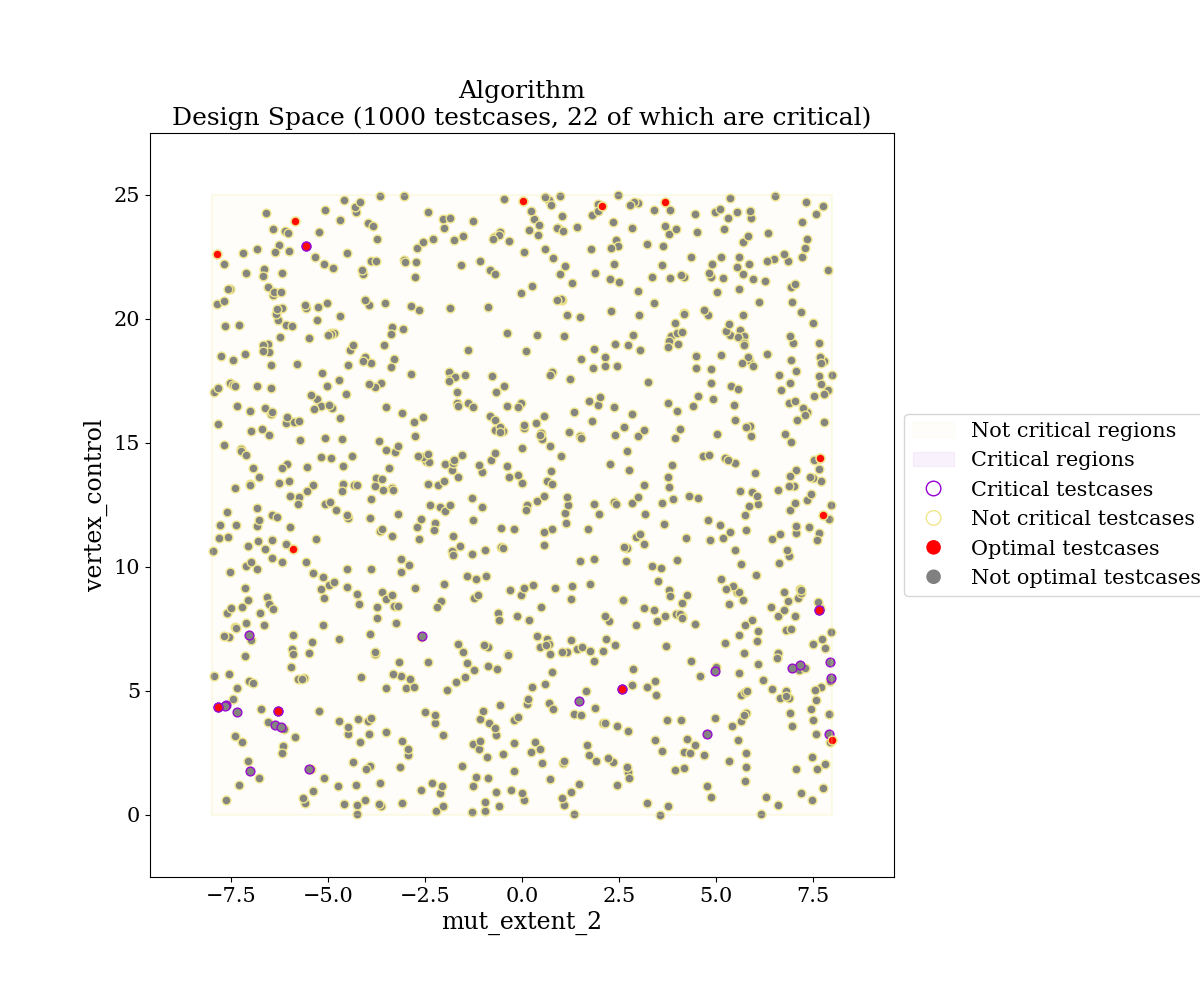 Algorithm
Design Space (1000 testcases, 22 of which are critical)
25
20
15
10
5
0
vertex_control
−7.5
−5.0
−2.5
0.0
2.5
5.0
7.5
mut_extent_2
Not critical regions
Critical regions
Critical testcases
Not critical testcases
Optimal testcases
Not optimal testcases